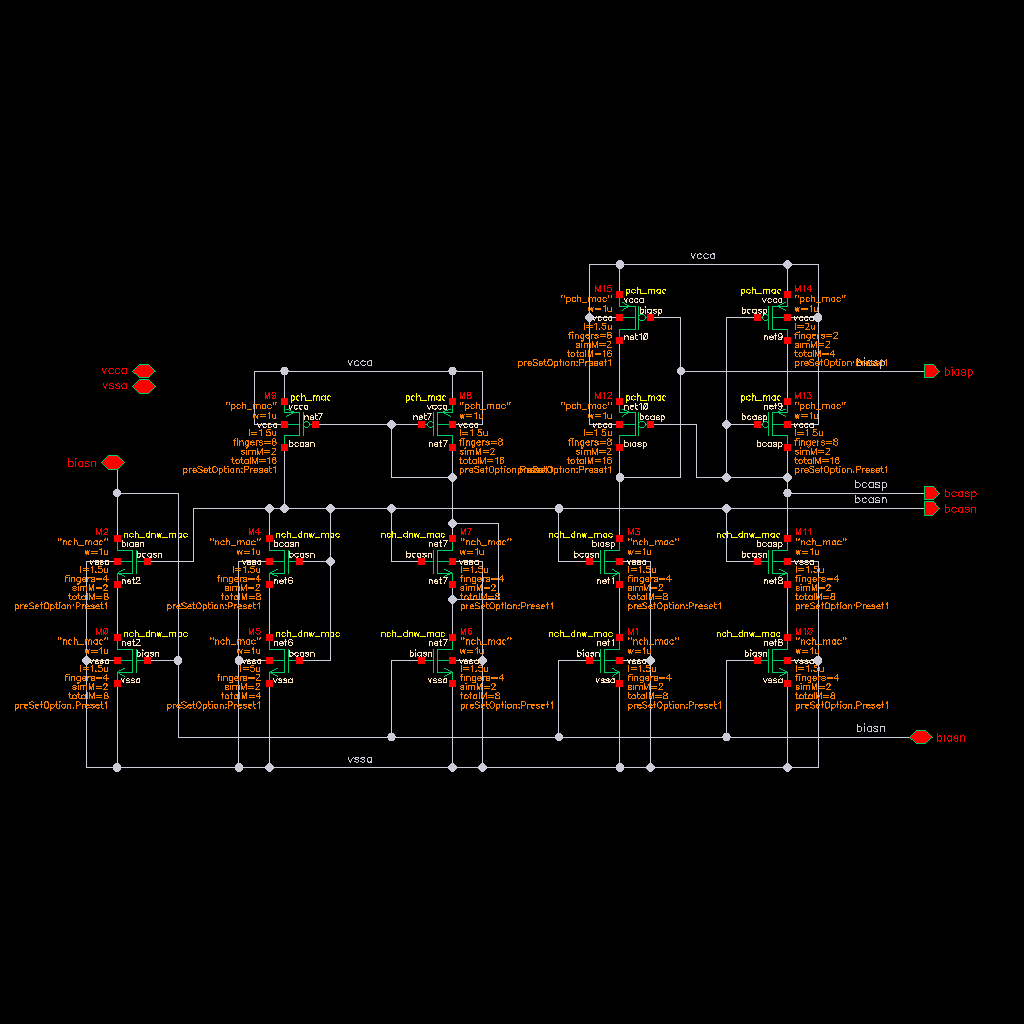 vcca
M15
pch_mac
"pch_mac"
w=1u
l=1.5u
fingers=8
simM=2
totalM=16
preSetOption:Preset1
vcca
biasp
vcca
net10
M14
pch_mac
"pch_mac"
w=1u
l=2u
fingers=2
simM=2
totalM=4
preSetOption:Preset1
vcca
net9
vcca
vssa
vcca
biasp
biasp
M9
pch_mac
"pch_mac"
w=1u
l=1.5u
fingers=8
simM=2
totalM=16
preSetOption:Preset1
vcca
net7
vcca
bcasn
M8
pch_mac
"pch_mac"
w=1u
l=1.5u
fingers=8
simM=2
totalM=16
preSetOption:Preset1
vcca
net7
vcca
net7
M12
pch_mac
"pch_mac"
w=1u
l=1.5u
fingers=8
simM=2
totalM=16
preSetOption:Preset1
net10
bcasp
vcca
biasp
M13
pch_mac
"pch_mac"
w=1u
l=1.5u
fingers=8
simM=2
totalM=16
preSetOption:Preset1
net9
bcasp
vcca
bcasp
biasn
bcasp
bcasp
bcasn
bcasn
M2
nch_dnw_mac
"nch_mac"
w=1u
l=1.5u
fingers=4
simM=2
totalM=8
preSetOption:Preset1
biasn
bcasn
vssa
net2
M4
nch_dnw_mac
"nch_mac"
w=1u
l=1.5u
fingers=4
simM=2
totalM=8
preSetOption:Preset1
bcasn
bcasn
vssa
net6
M7
nch_dnw_mac
"nch_mac"
w=1u
l=1.5u
fingers=4
simM=2
totalM=8
preSetOption:Preset1
net7
bcasn
vssa
net7
M3
nch_dnw_mac
"nch_mac"
w=1u
l=1.5u
fingers=4
simM=2
totalM=8
preSetOption:Preset1
biasp
bcasn
vssa
net1
M11
nch_dnw_mac
"nch_mac"
w=1u
l=1.5u
fingers=4
simM=2
totalM=8
preSetOption:Preset1
bcasp
bcasn
vssa
net8
M0
nch_dnw_mac
"nch_mac"
w=1u
l=1.5u
fingers=4
simM=2
totalM=8
preSetOption:Preset1
net2
biasn
vssa
vssa
M5
nch_dnw_mac
"nch_mac"
w=1u
l=5u
fingers=2
simM=2
totalM=4
preSetOption:Preset1
net6
bcasn
vssa
vssa
M6
nch_dnw_mac
"nch_mac"
w=1u
l=1.5u
fingers=4
simM=2
totalM=8
preSetOption:Preset1
net7
biasn
vssa
vssa
M1
nch_dnw_mac
"nch_mac"
w=1u
l=1.5u
fingers=4
simM=2
totalM=8
preSetOption:Preset1
net1
biasn
vssa
vssa
M10
nch_dnw_mac
"nch_mac"
w=1u
l=1.5u
fingers=4
simM=2
totalM=8
preSetOption:Preset1
net8
biasn
vssa
vssa
biasn
biasn
vssa